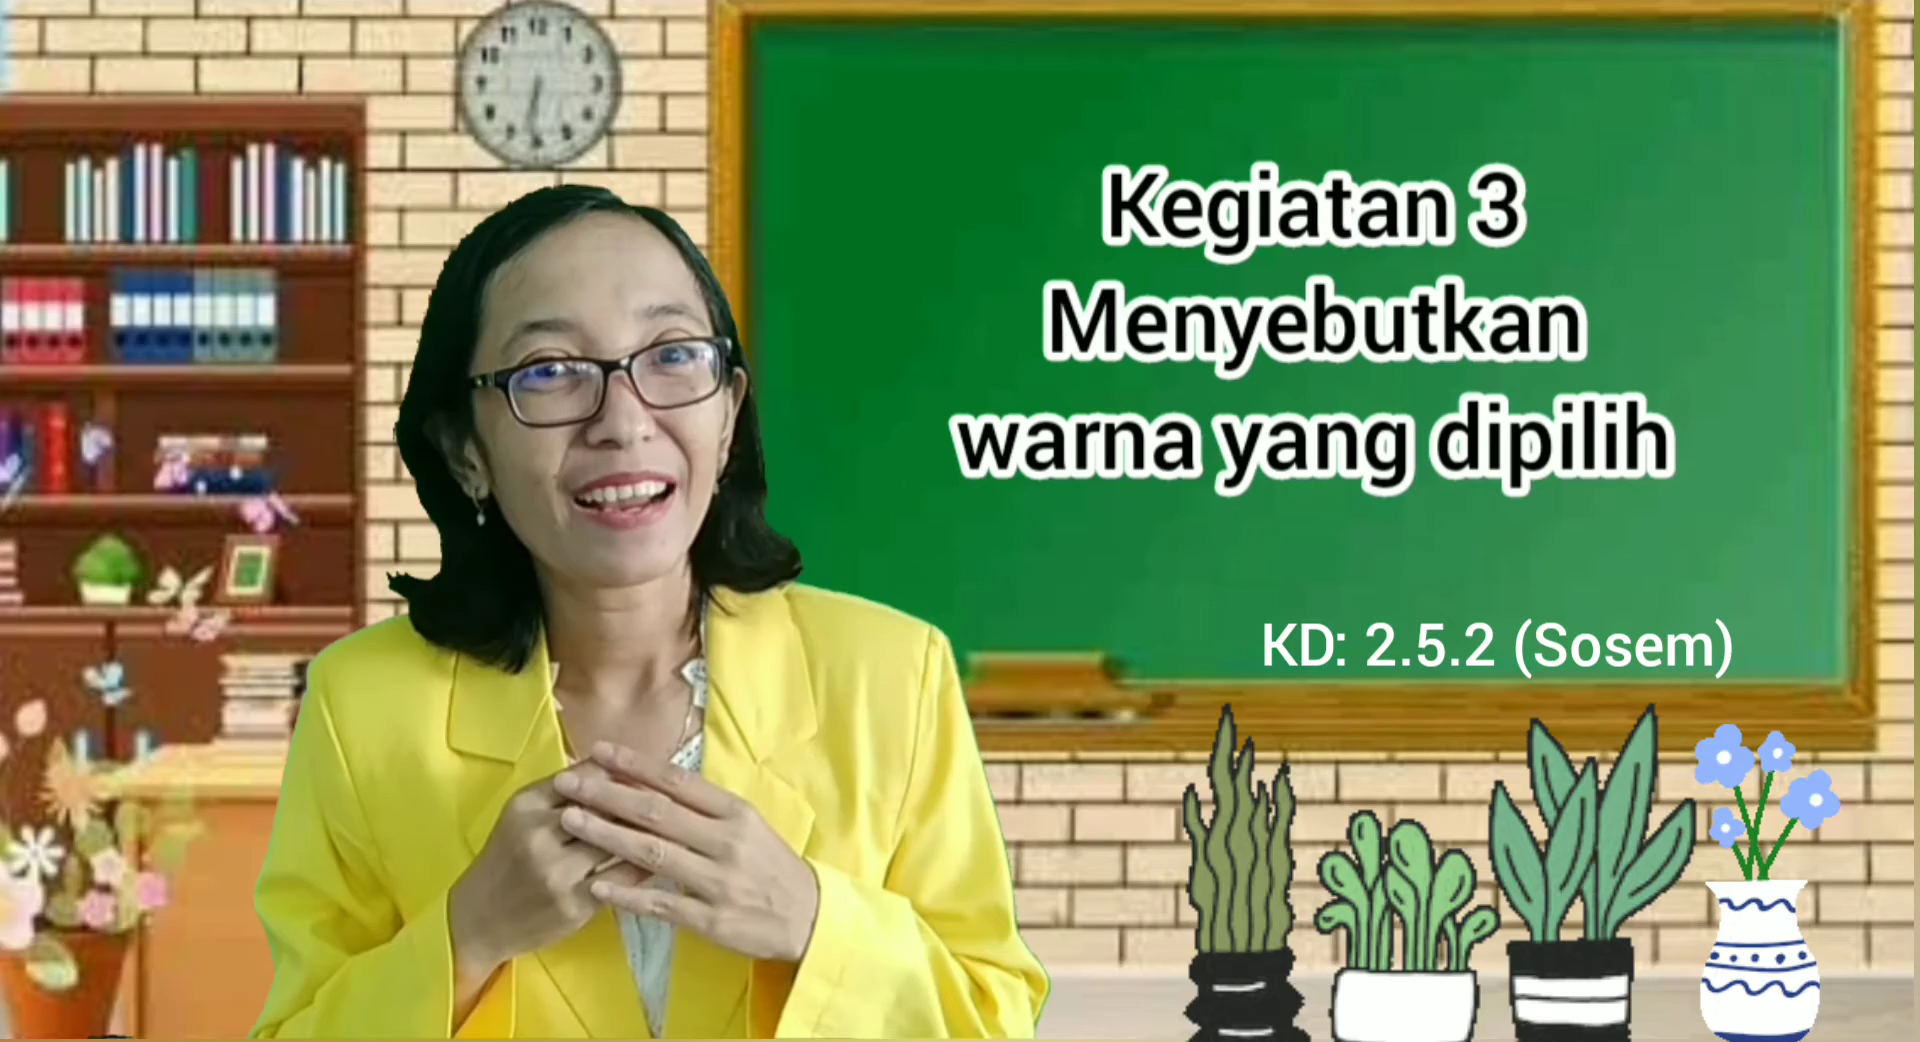 Kegiatan 3
Menyebutkan
warna yang dipilih
KD: 2.5.2 (Sosem)